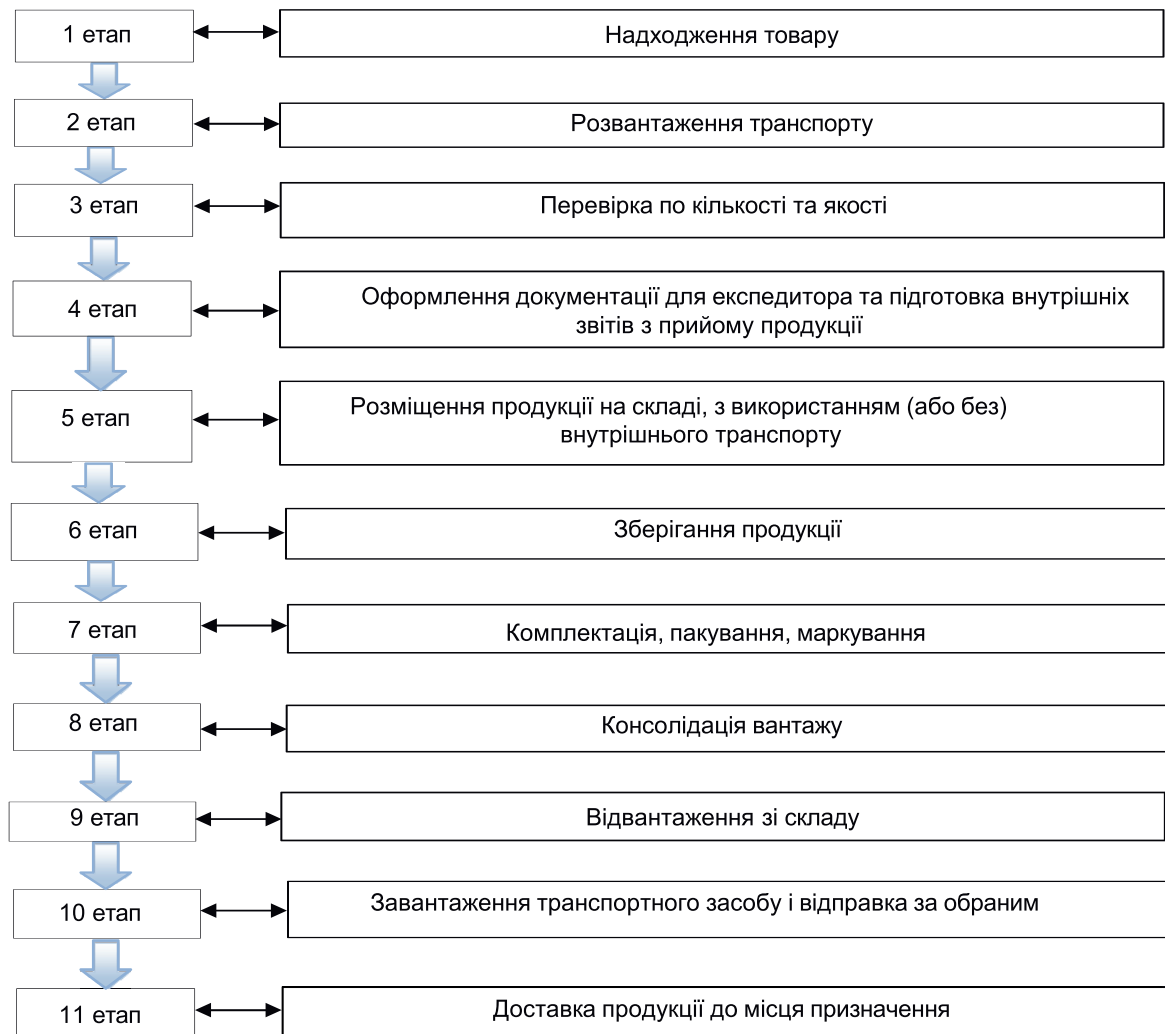 1 етап
Надходження товару
2 етап
Розвантаження транспорту
3 етап
Перевірка по кількості та якості
4 етап
Оформлення документації для експедитора та підготовка внутрішніх
звітів з прийому продукції
5 етап
Розміщення продукції на складі, з використанням (або без)
внутрішнього транспорту
6 етап
Зберігання продукції
7 етап
Комплектація, пакування, маркування
8 етап
Консолідація вантажу
9 етап
Відвантаження зі складу
10 етап
Завантаження транспортного засобу і відправка за обраним
11 етап
Доставка продукції до місця призначення